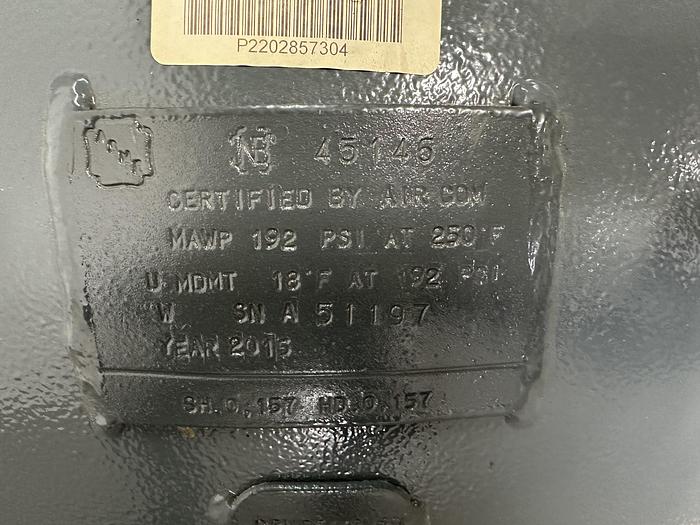 P2202857304
ASME
NB 45146
CERTIFIED BY AIR COM
MAWP 192 PSI AT 250°F
U MDMT 18°F AT 192 PSI
W SN A 51197
YEAR 2015
SH.0,157 HD.0,157